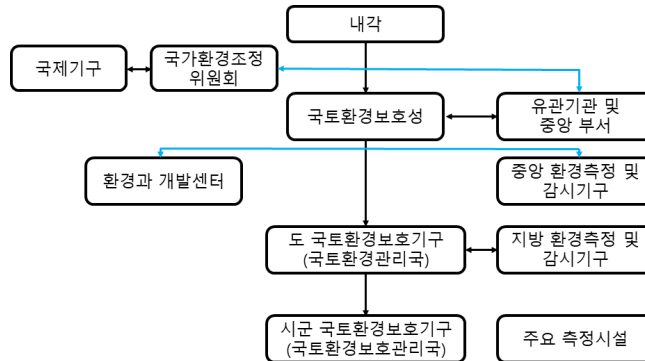 내각
국제기구
국가환경조정
위원회
국토환경보호성
유관기관 및
중앙 부서
환경과 개발센터
중앙 환경측정 및
감시기구
도 국토환경보호기구
(국토환경관리국)
지방 환경측정 및
감시기구
시군 국토환경보호기구
(국토환경보호관리국)
주요 측정시설